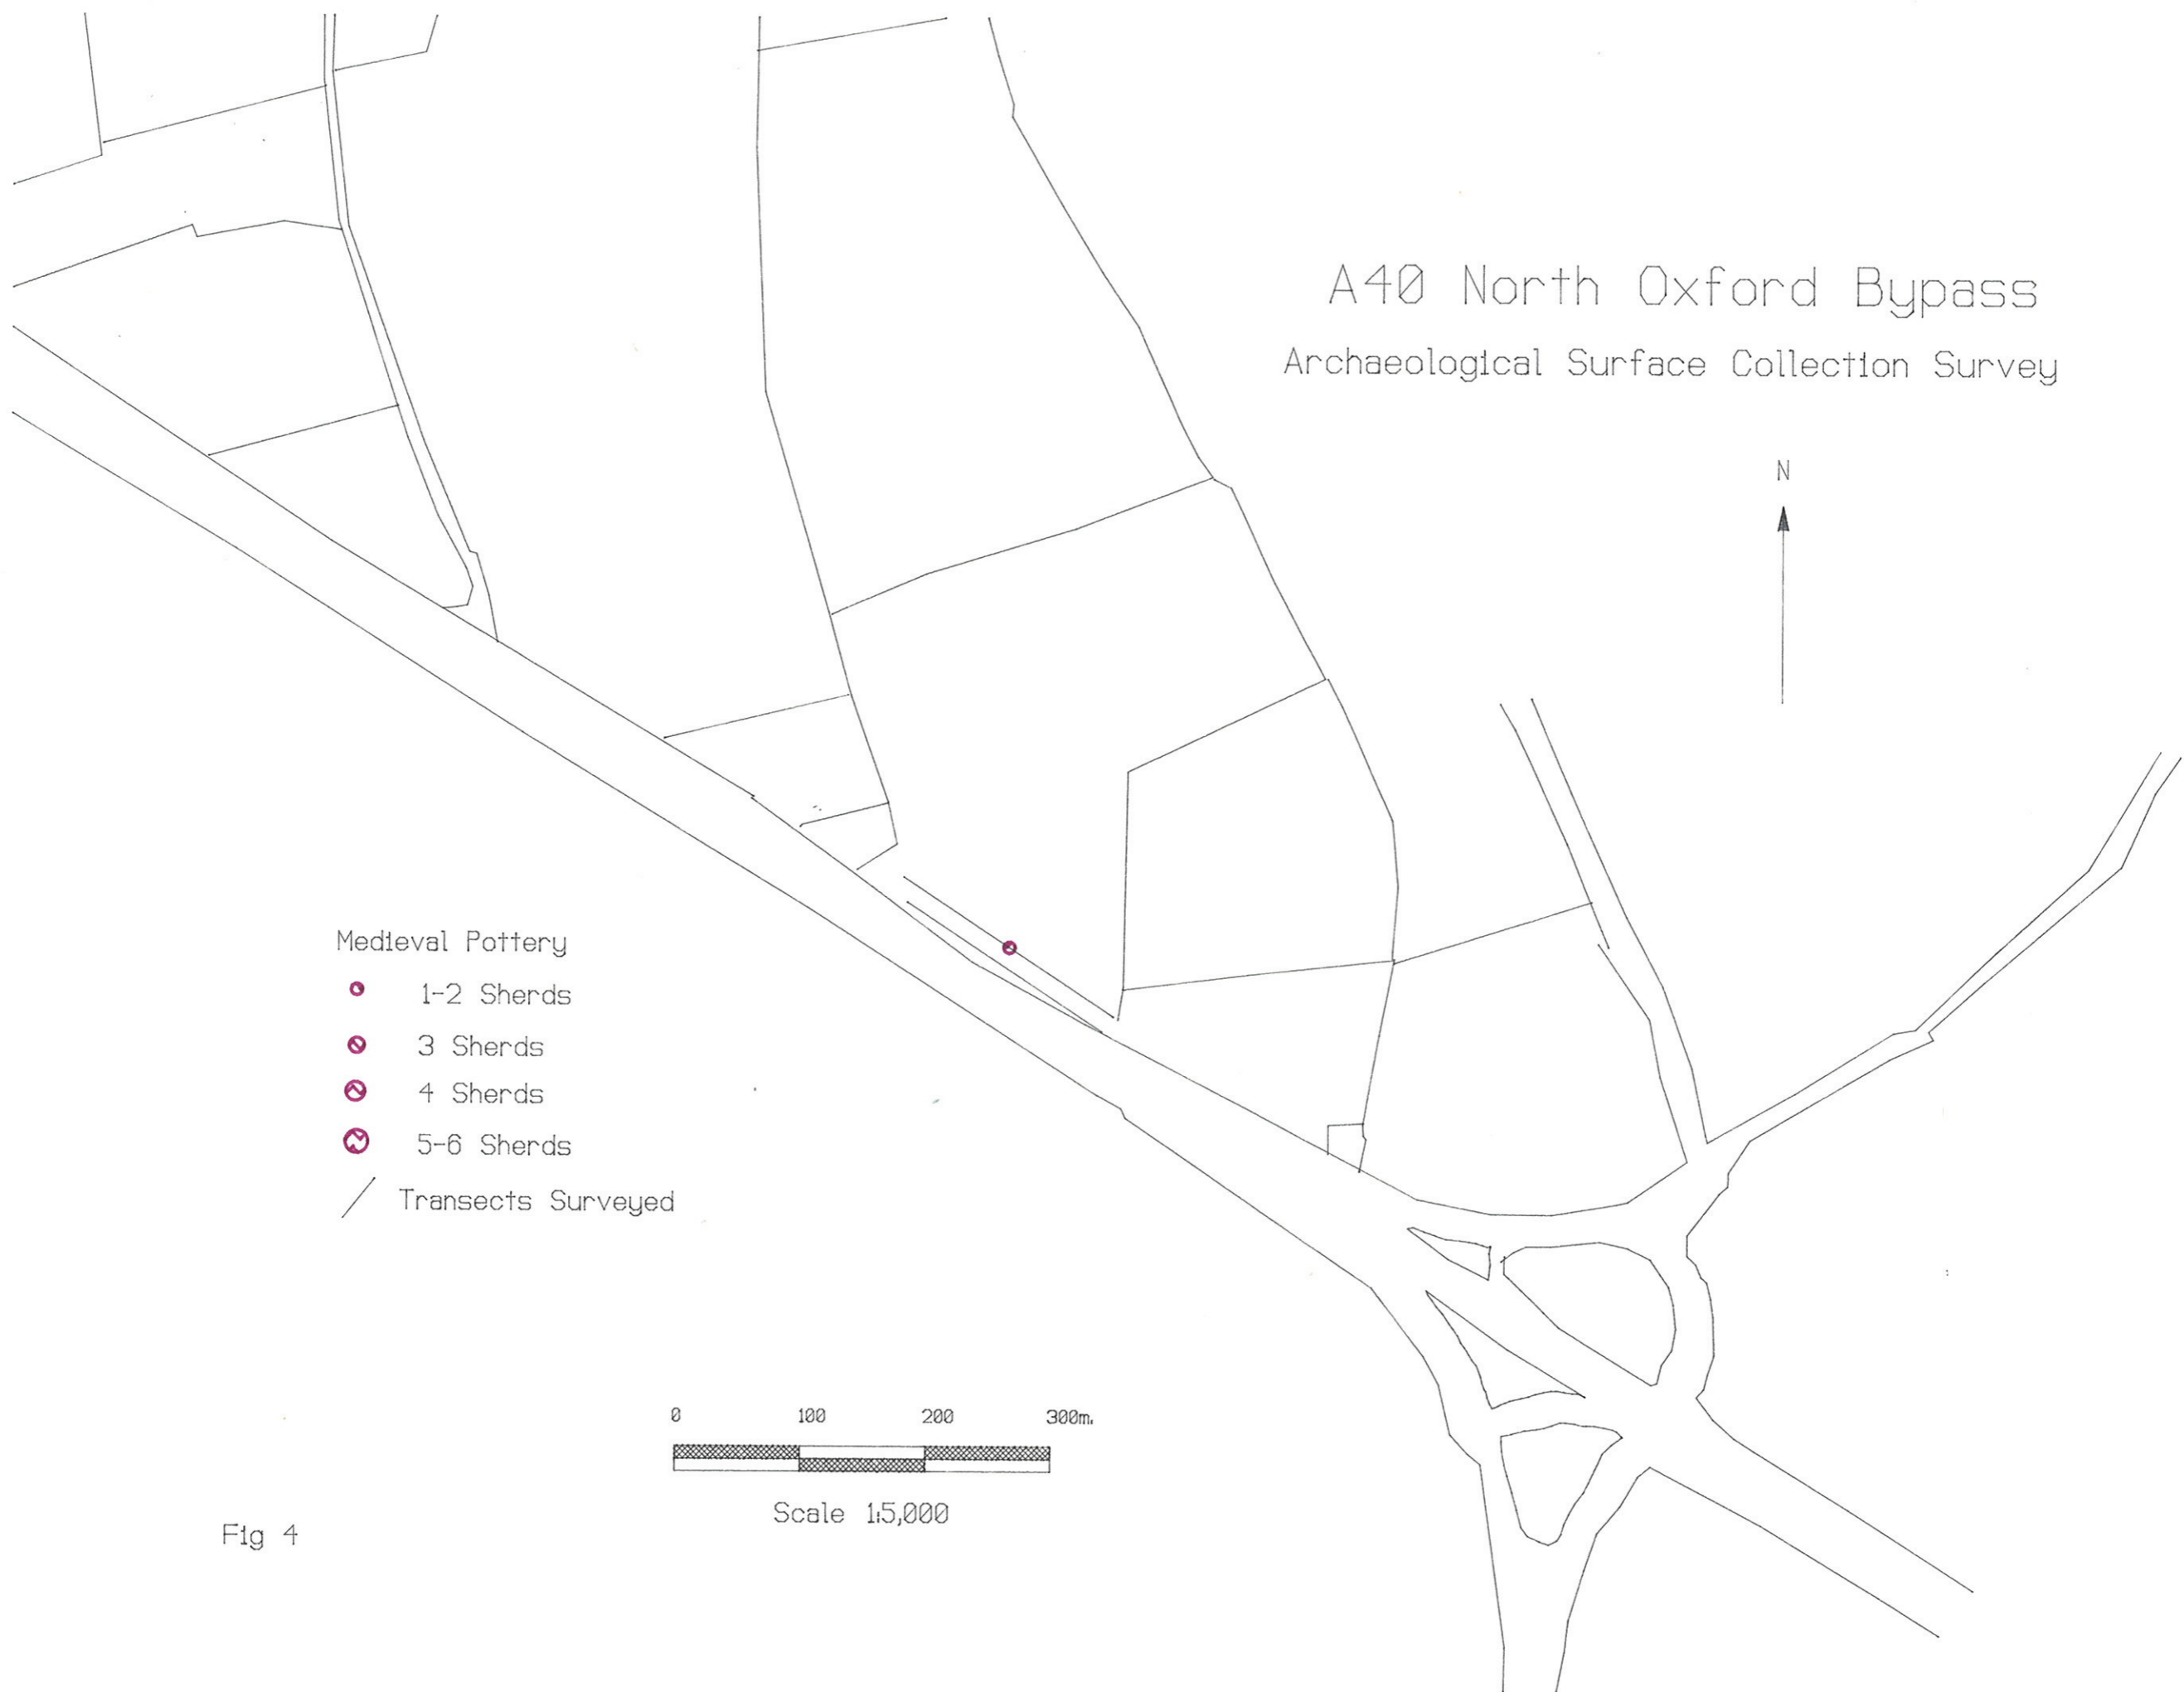 A40 North Oxford Bypass
Archaeological Surface Collection Survey
N
Medieval Pottery
1-2 Sherds
3 Sherds
4 Sherds
5-6 Sherds
Transects Surveyed
0 100 200 300m.
Scale 1:5,000
Fig 4